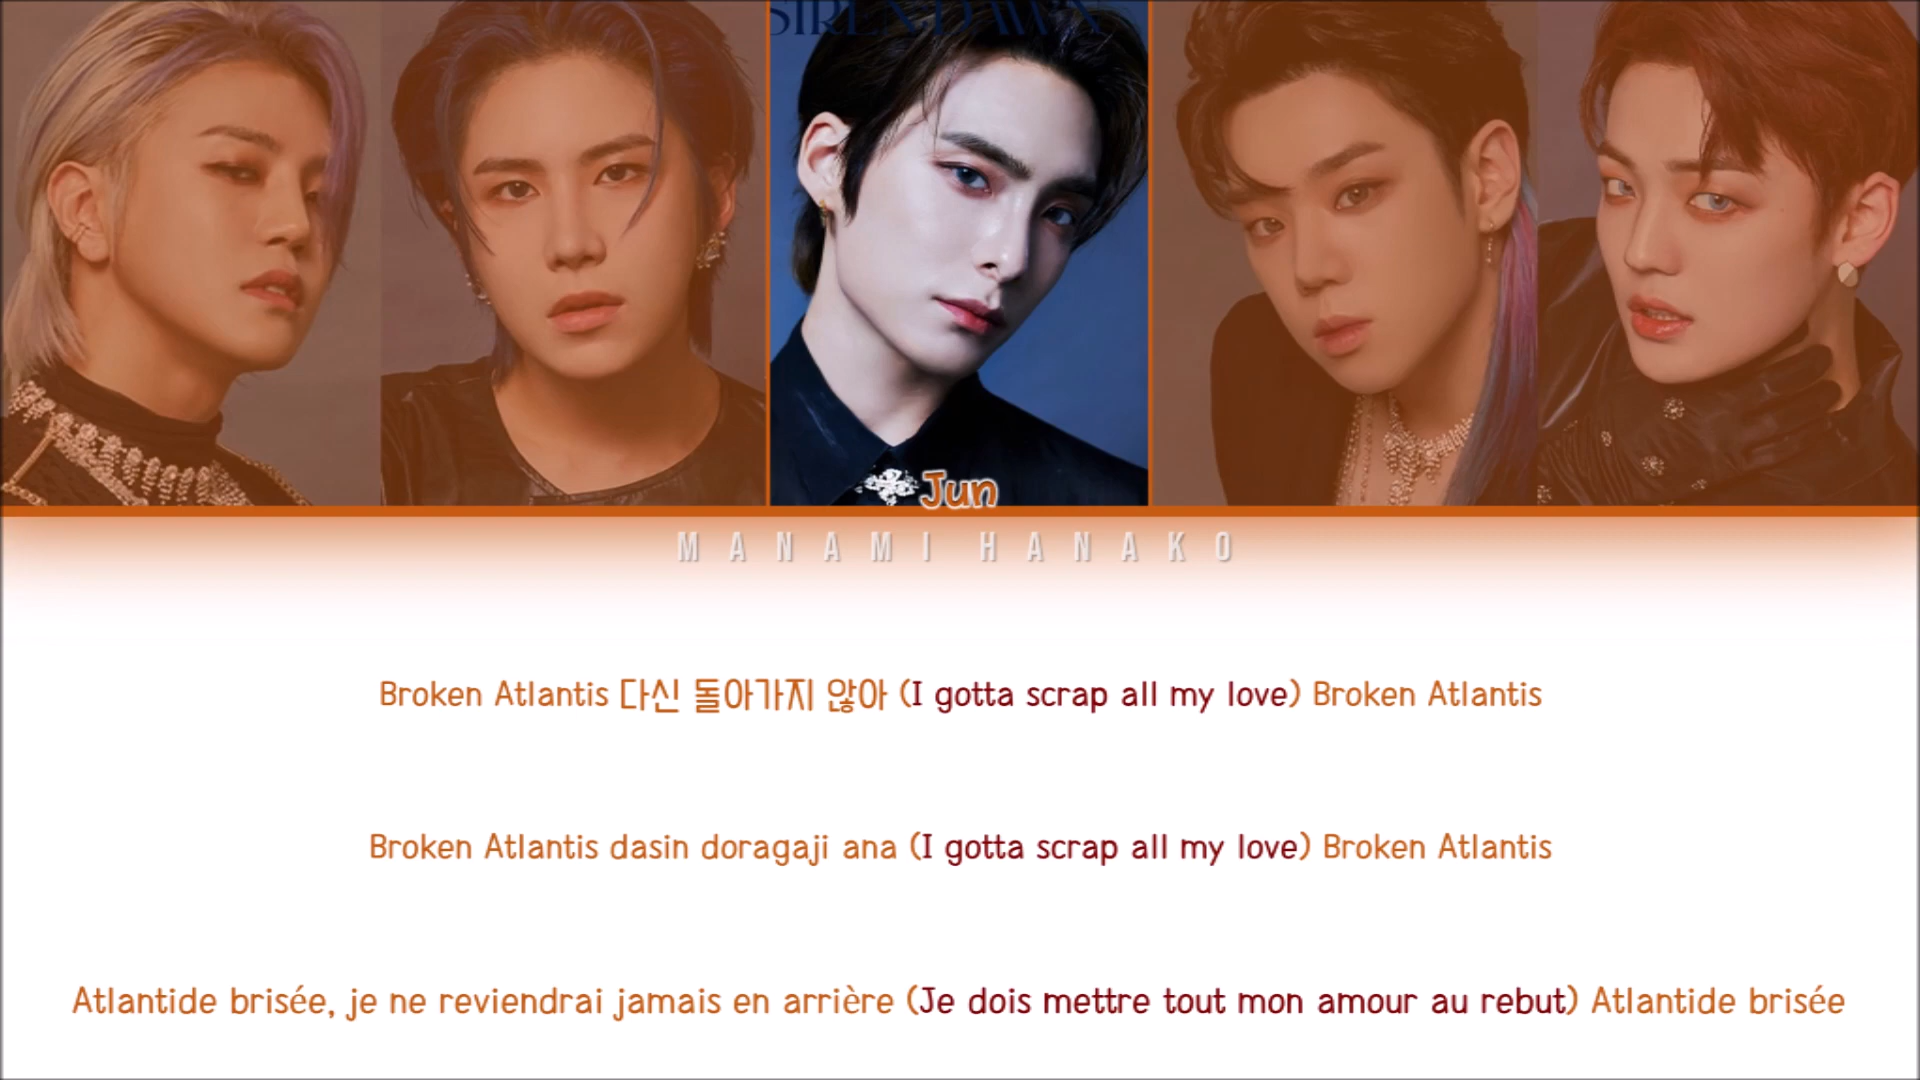 SIREN:DAWN
Jun
MANAMI HANAKO
Broken Atlantis 다신 돌아가지 않아 (I gotta scrap all my love) Broken Atlantis
Broken Atlantis dasin doragaji ana (I gotta scrap all my love) Broken Atlantis
Atlantide brisée, je ne reviendrai jamais en arrière (Je dois mettre tout mon amour au rebut) Atlantide brisée